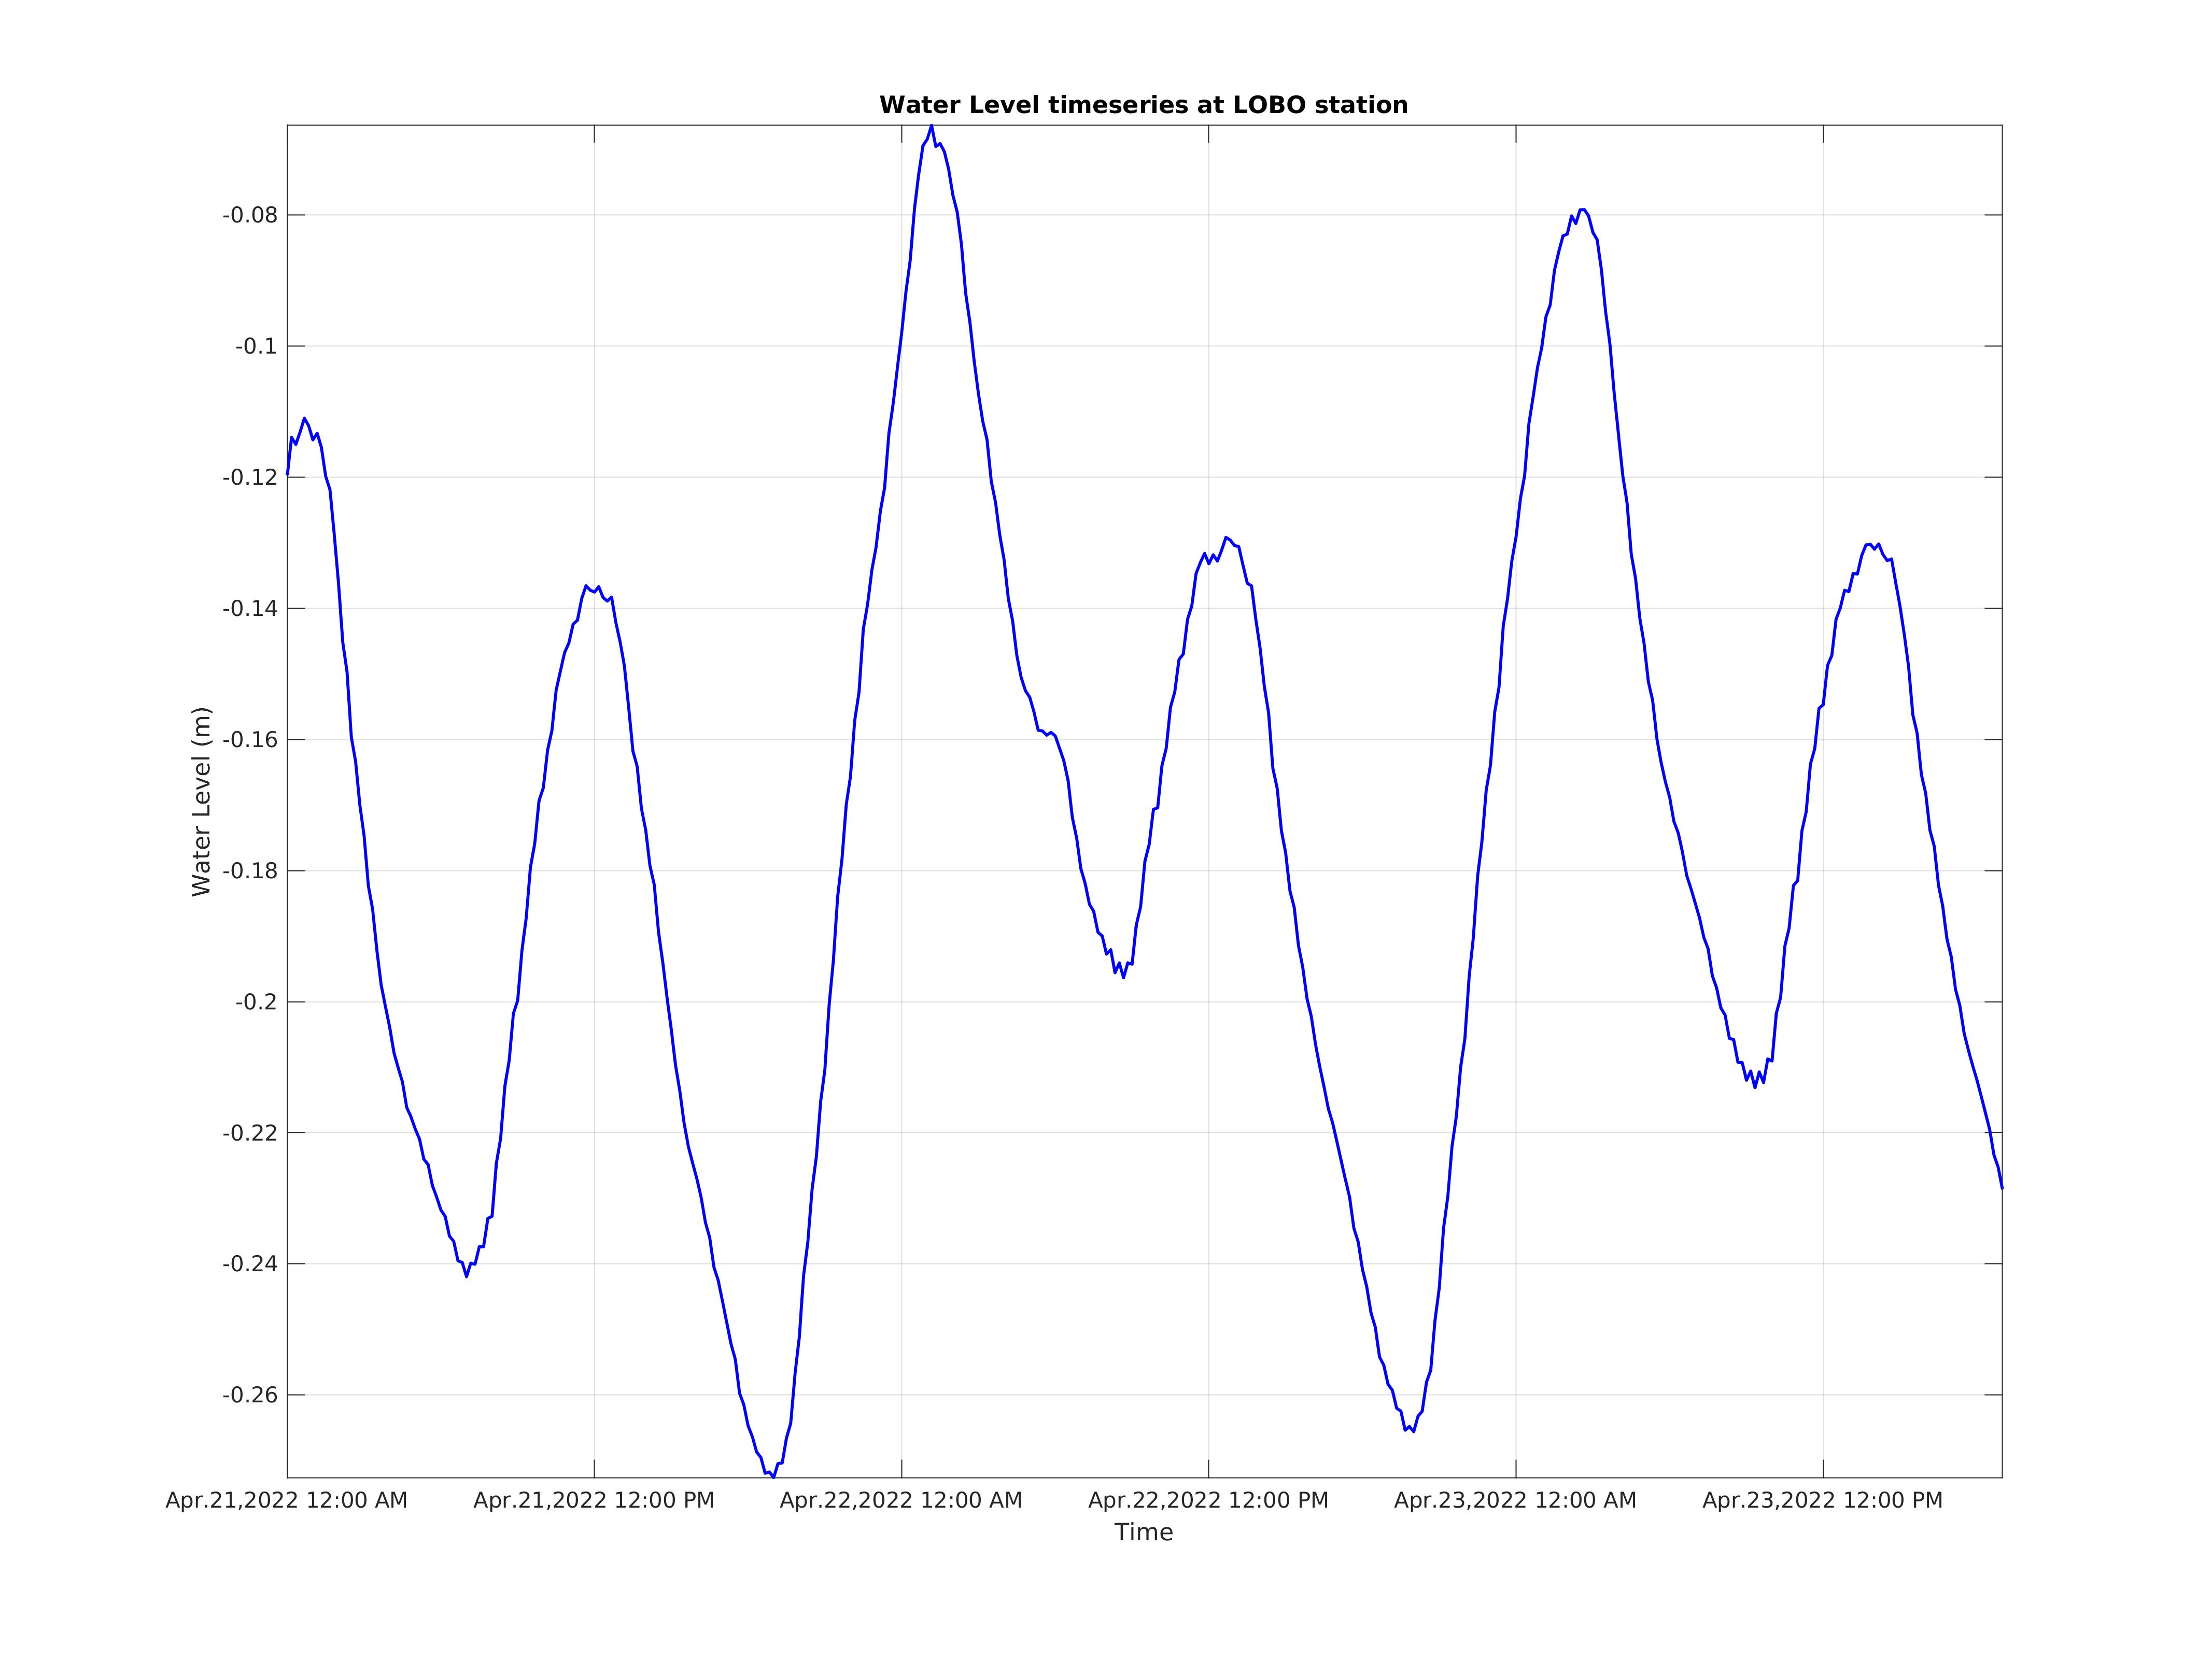 Water Level timeseries at LOBO station
-0.08
-0.1
-0.12
-0.14
-0.16
-0.18
-0.2
-0.22
-0.24
-0.26
Water Level (m)
Apr.21,2022 12:00 AM Apr.21,2022 12:00 PM Apr.22,2022 12:00 AM Apr.22,2022 12:00 PM Apr.23,2022 12:00 AM Apr.23,2022 12:00 PM
Time